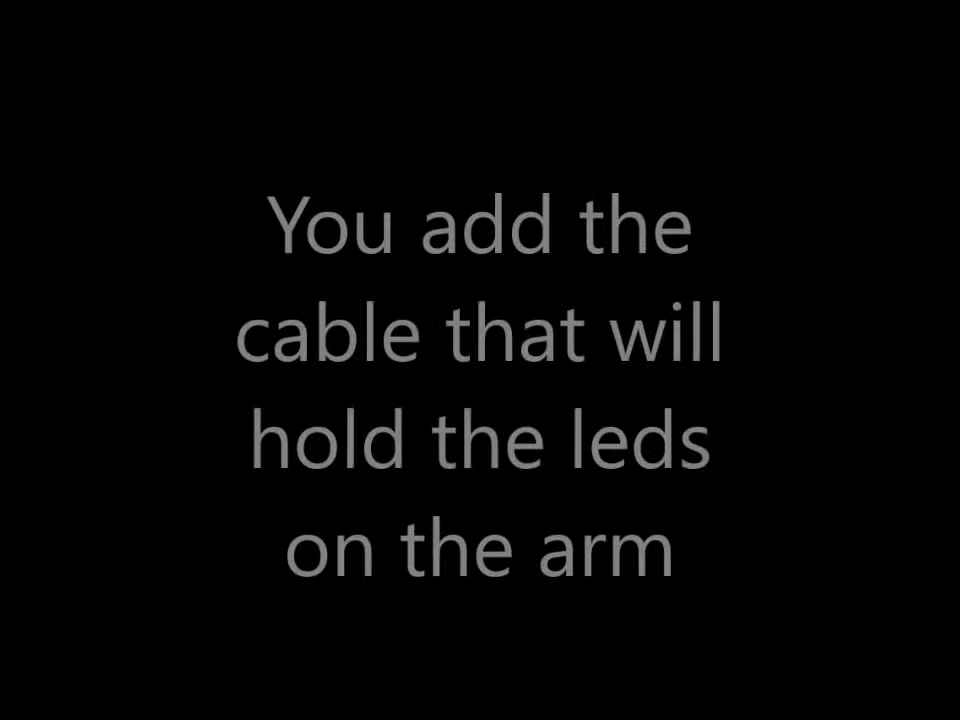 You add the
cable that will
hold the leds
on the arm